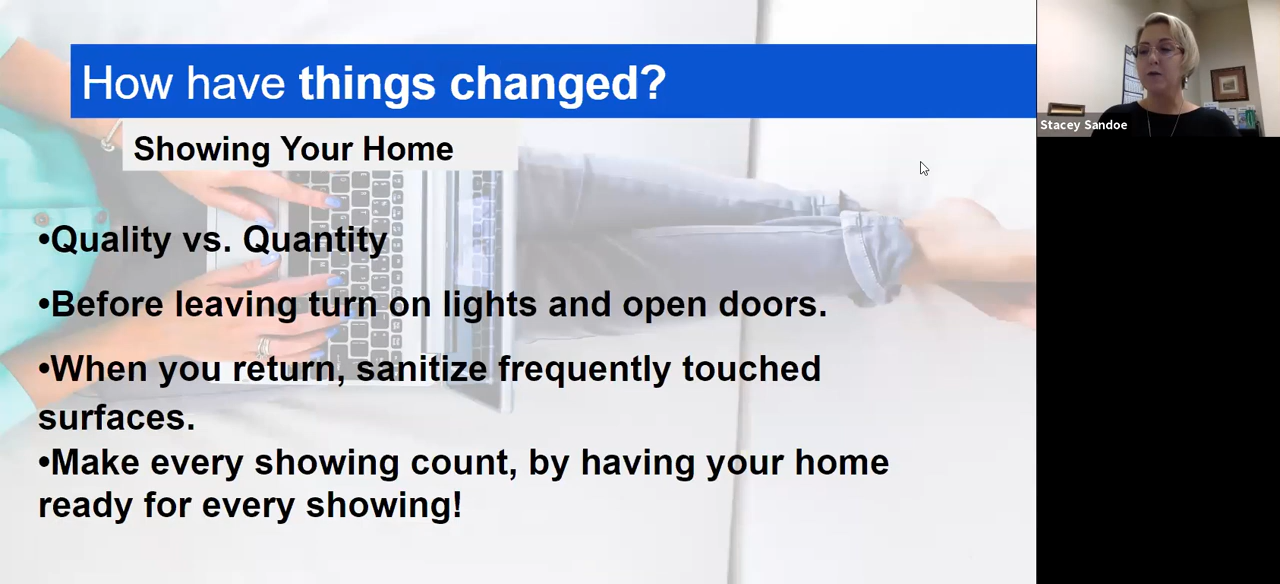 How have things changed?
Showing Your Home
•Quality vs. Quantity
•Before leaving turn on lights and open doors.
•When you return, sanitize frequently touched
surfaces.
•Make every showing count, by having your home
ready for every showing!
Stacey Sandoe